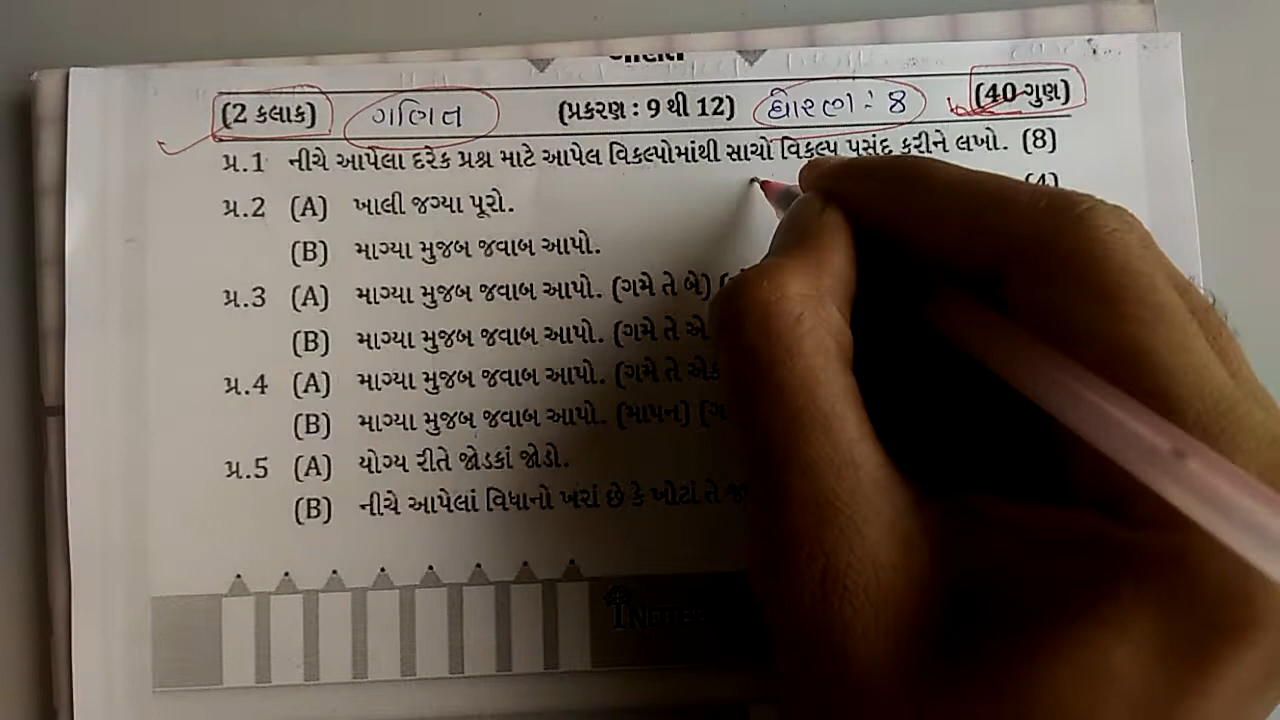 (2 કલાક) ગણિત (પ્રકરણ : 9 થી 12) ધોરણ : 8 (40 ગુણ)
પ્ર.1 નીચે આપેલા દરેક પ્રશ્ન માટે આપેલ વિકલ્પોમાંથી સાચો વિકલ્પ પસંદ કરીને લખો. (8)
પ્ર.2 (A) ખાલી જગ્યા પૂરો. (4)
(B) માગ્યા મુજબ જવાબ આપો.
પ્ર.3 (A) માગ્યા મુજબ જવાબ આપો. (ગમે તે બે)
(B) માગ્યા મુજબ જવાબ આપો. (ગમે તે
પ્ર.4 (A) માગ્યા મુજબ જવાબ આપો. (ગમે તે એક
(B) માગ્યા મુજબ જવાબ આપો. (માપન)
પ્ર.5 (A) યોગ્ય રીતે જોડકાં જોડો.
(B) નીચે આપેલાં વિધાનો ખરાં છે કે ખોટાં તે